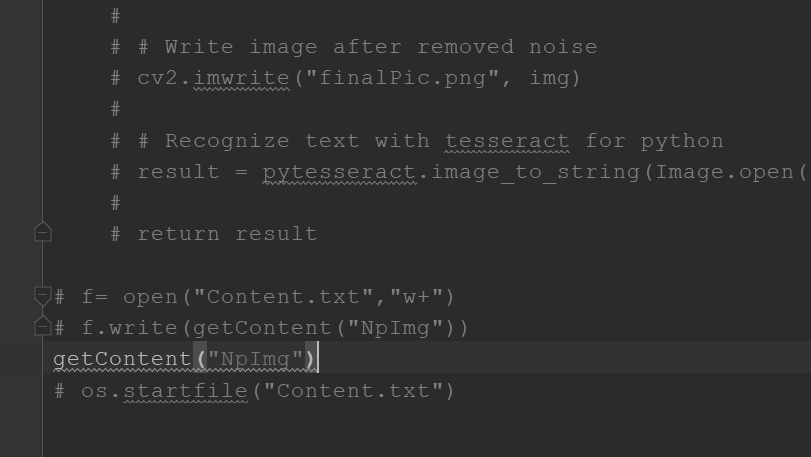 #
# # Write image after removed noise
# cv2.imwrite("finalPic.png", img)
#
# # Recognize text with tesseract for python
# result = pytesseract.image_to_string(Image.open(
#
# return result
# f= open("Content.txt","w+")
# f.write(getContent("NpImg"))
getContent("NpImg")
# os.startfile("Content.txt")